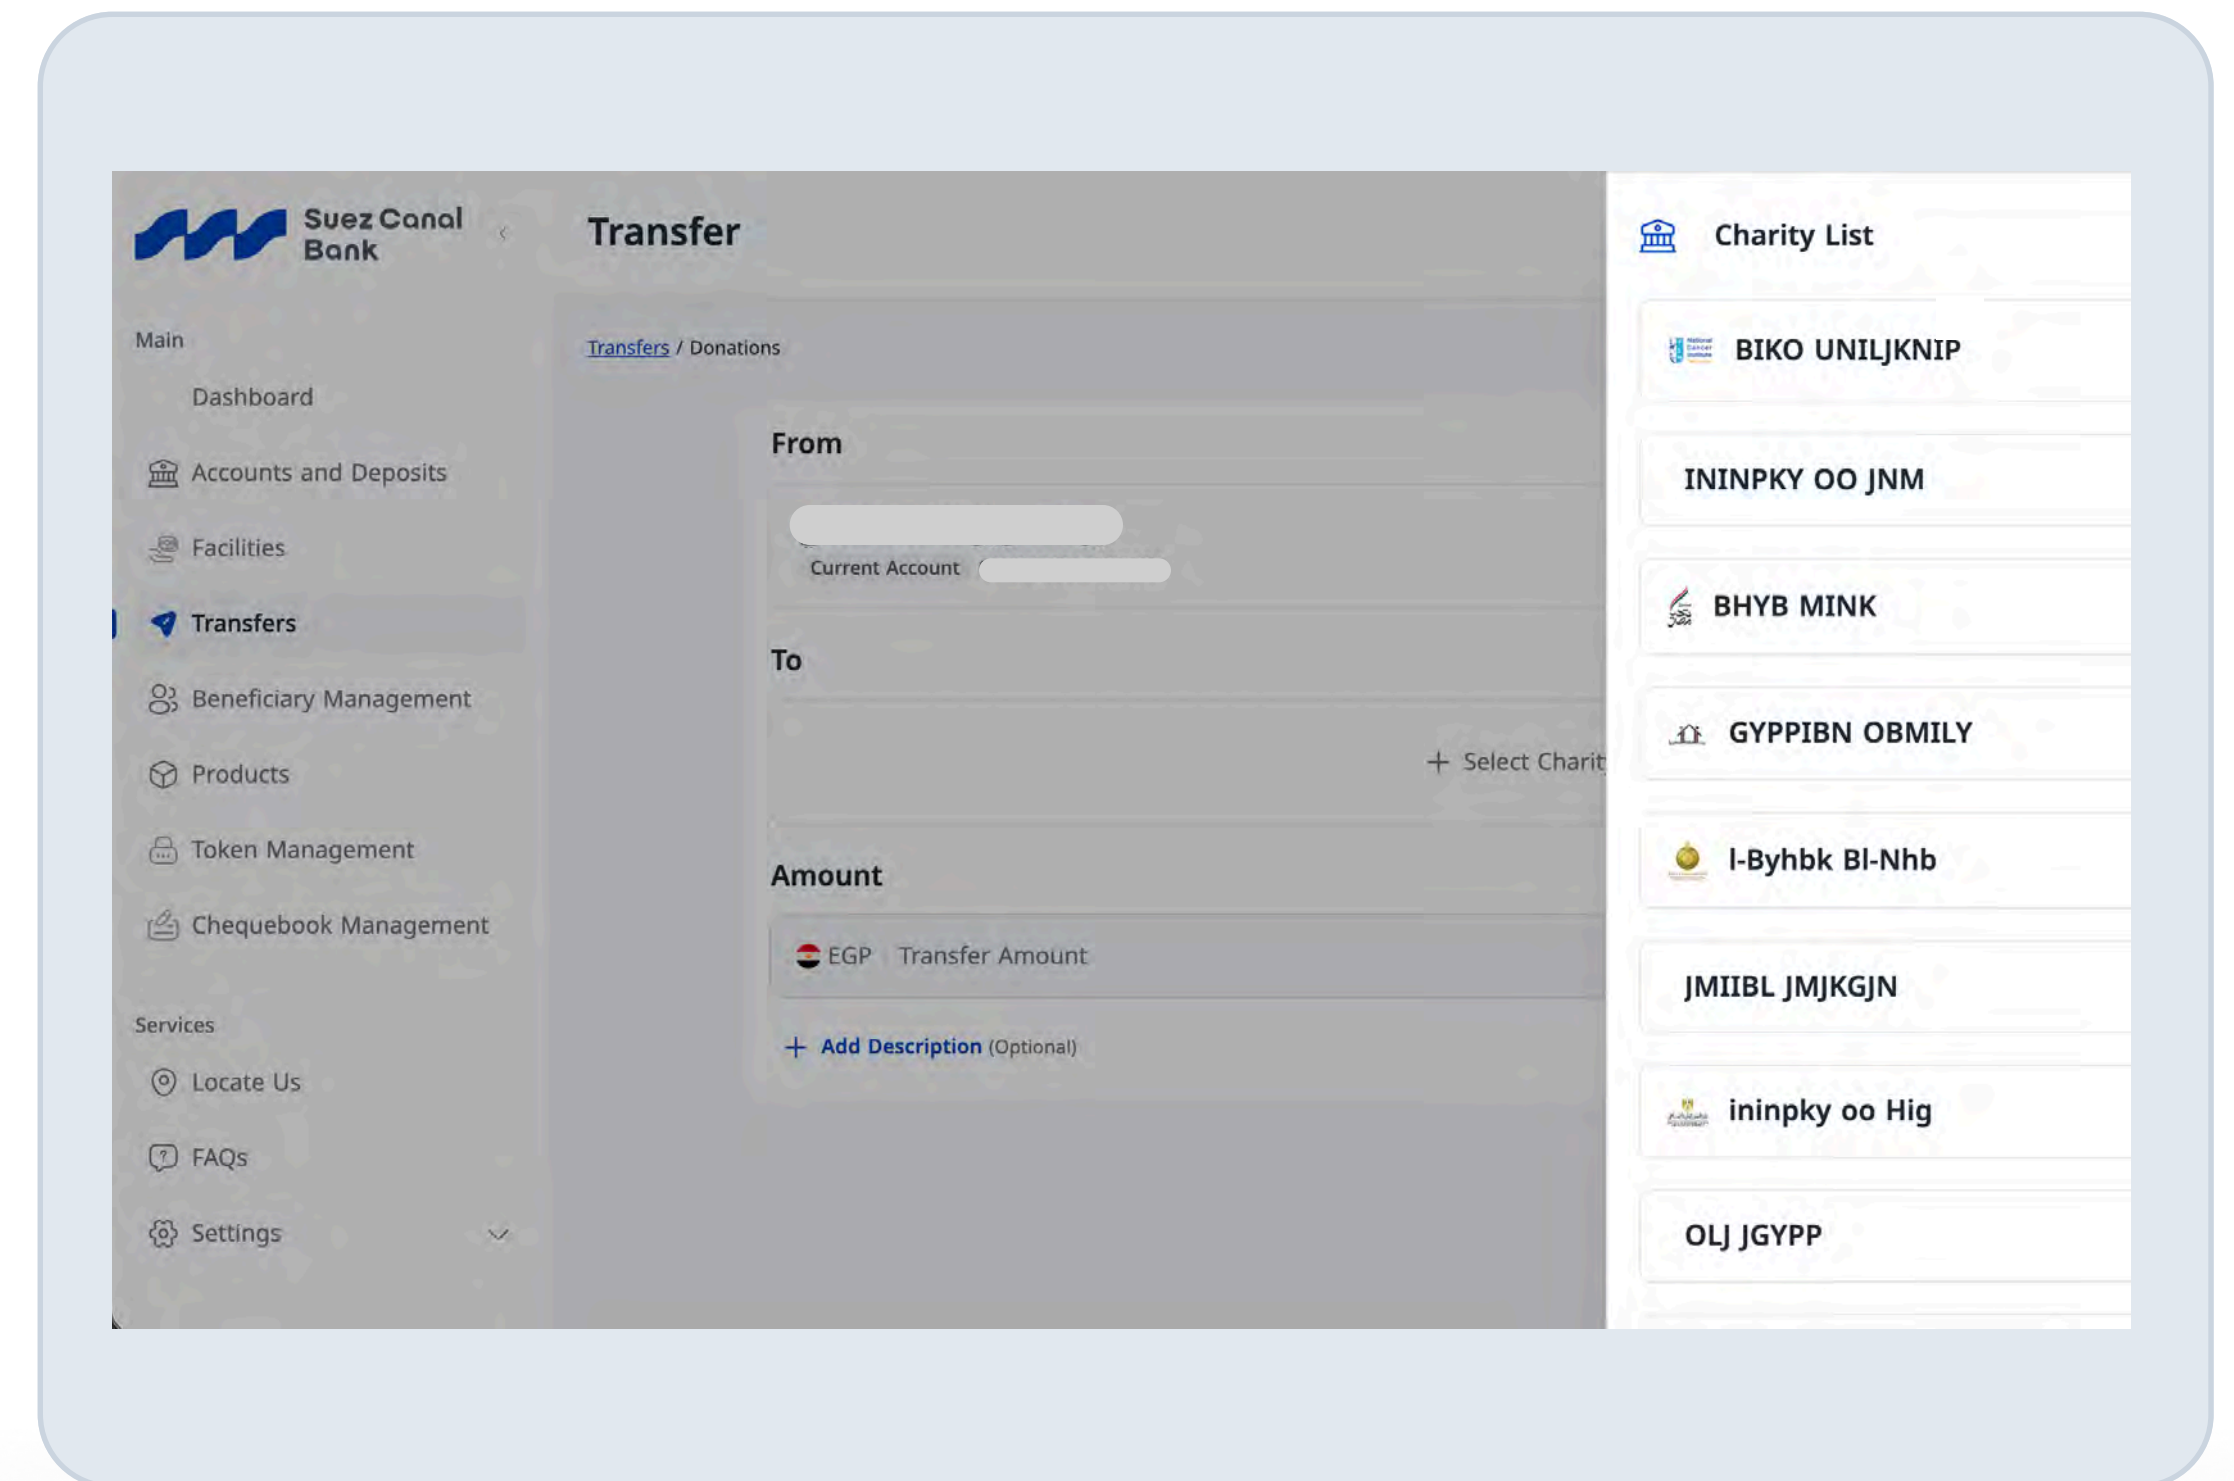 Suez Canal
Bank
Main
Dashboard
Accounts and Deposits
Facilities
Transfers
Beneficiary Management
Products
Token Management
Chequebook Management
Services
Locate Us
FAQs
Settings
Transfer
Transfers / Donations
From
Current Account
To
+ Select Charit
Amount
EGP Transfer Amount
+ Add Description (Optional)
Charity List
National Cancer Institute
BIKO UNILJKNIP
ININPKY OO JNM
BHYB MINK
GYPPIBN OBMILY
l-Byhbk Bl-Nhb
JMIIBL JMJKGJN
ininpky oo Hig
OLJ JGYPP